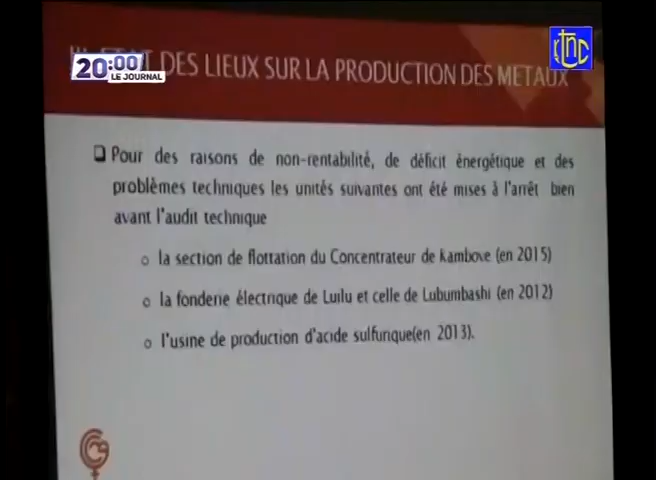 20:00
LE JOURNAL
rtnc
DES LIEUX SUR LA PRODUCTION DES METAUX
Pour des raisons de non-rentabilité, de déficit énergétique et des
problèmes techniques les unités suivantes ont été mises à l'arrêt bien
avant l'audit technique
la section de flottation du Concentrateur de Kambove (en 2015)
la fonderie électrique de Luilu et celle de Lubumbashi (en 2012)
l'usine de production d'acide sulfurique(en 2013).